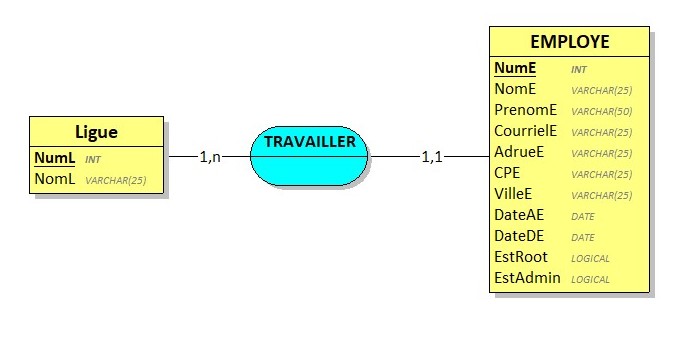 Ligue
NumL INT
NomL VARCHAR(25)
1,n
TRAVAILLER
1,1
EMPLOYE
NumE INT
NomE VARCHAR(25)
PrenomE VARCHAR(50)
CourrielE VARCHAR(25)
AdrueE VARCHAR(25)
CPE VARCHAR(25)
VilleE VARCHAR(25)
DateAE DATE
DateDE DATE
EstRoot LOGICAL
EstAdmin LOGICAL